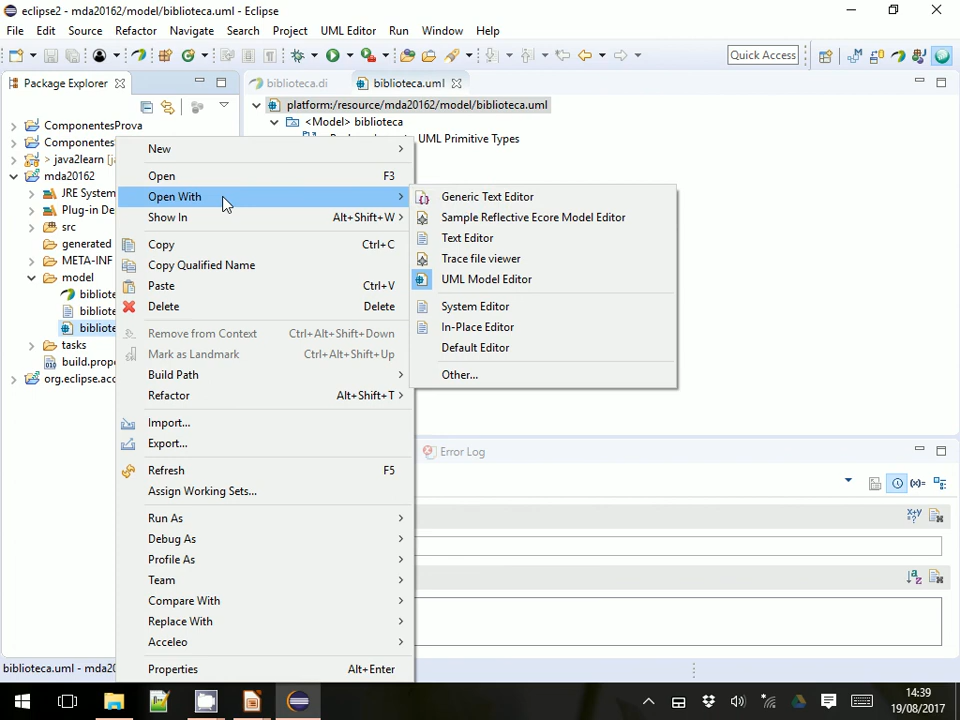 eclipse2 - mda20162/model/biblioteca.uml - Eclipse
File Edit Source Refactor Navigate Search Project UML Editor Run Window Help
Quick Access
Package Explorer
biblioteca.di
biblioteca.uml
platform:/resource/mda20162/model/biblioteca.uml
<Model> biblioteca
UML Primitive Types
ComponentesProva
Componentes
> java2learn
mda20162
JRE System
Plug-in De
src
generated
META-INF
model
bibliote
bibliote
bibliote
tasks
build.prop
org.eclipse.acc
New
Open F3
Open With
Show In Alt+Shift+W
Copy Ctrl+C
Copy Qualified Name
Paste Ctrl+V
Delete Delete
Remove from Context Ctrl+Alt+Shift+Down
Mark as Landmark Ctrl+Alt+Shift+Up
Build Path
Refactor Alt+Shift+T
Import...
Export...
Refresh F5
Assign Working Sets...
Run As
Debug As
Profile As
Team
Compare With
Replace With
Acceleo
Properties Alt+Enter
Generic Text Editor
Sample Reflective Ecore Model Editor
Text Editor
Trace file viewer
UML Model Editor
System Editor
In-Place Editor
Default Editor
Other...
Error Log
biblioteca.uml - mda20
14:39
19/08/2017